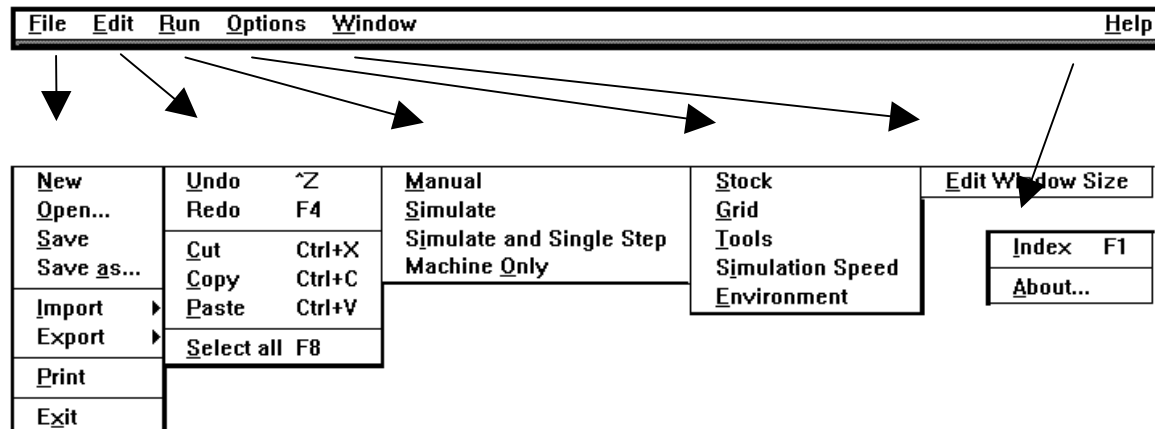 File Edit Run Options Window Help
New
Open...
Save
Save as...
Import
Export
Print
Exit
Undo ^Z
Redo F4
Cut Ctrl+X
Copy Ctrl+C
Paste Ctrl+V
Select all F8
Manual
Simulate
Simulate and Single Step
Machine Only
Stock
Grid
Tools
Simulation Speed
Environment
Edit Window Size
Index F1
About...